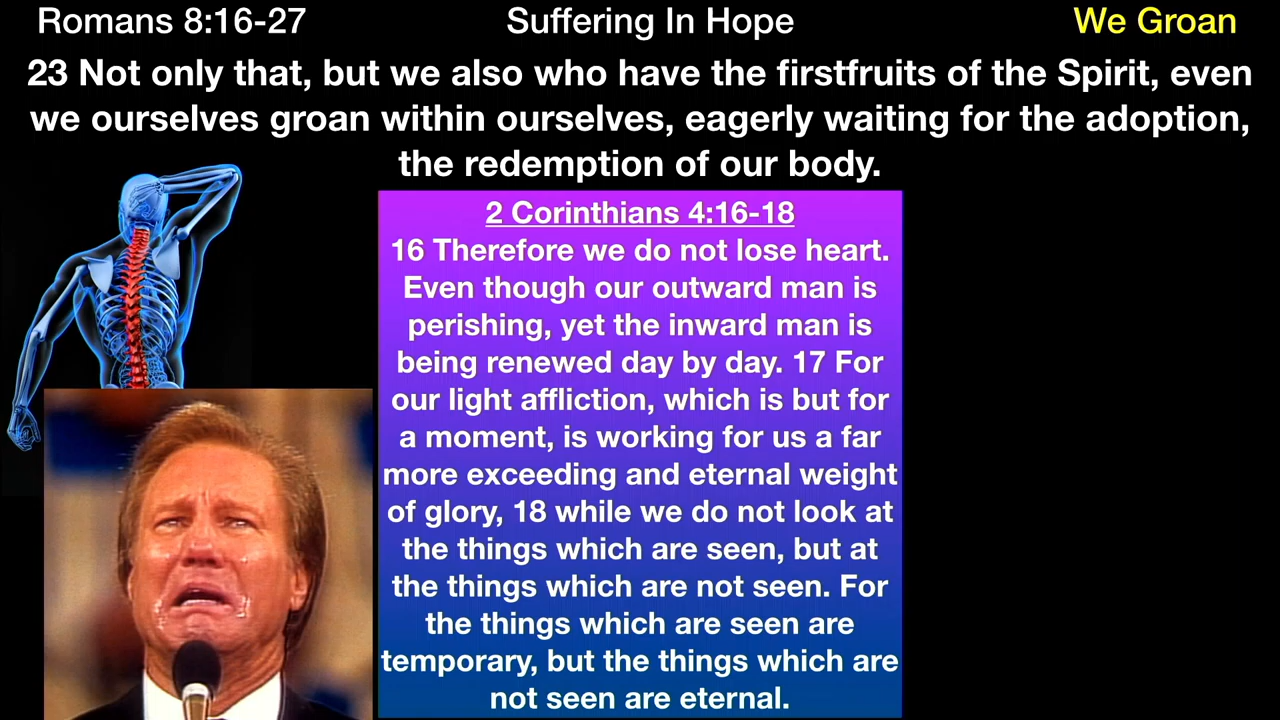 Romans 8:16-27
Suffering In Hope
We Groan
23 Not only that, but we also who have the firstfruits of the Spirit, even
we ourselves groan within ourselves, eagerly waiting for the adoption,
the redemption of our body.
2 Corinthians 4:16-18
16 Therefore we do not lose heart.
Even though our outward man is
perishing, yet the inward man is
being renewed day by day. 17 For
our light affliction, which is but for
a moment, is working for us a far
more exceeding and eternal weight
of glory, 18 while we do not look at
the things which are seen, but at
the things which are not seen. For
the things which are seen are
temporary, but the things which are
not seen are eternal.